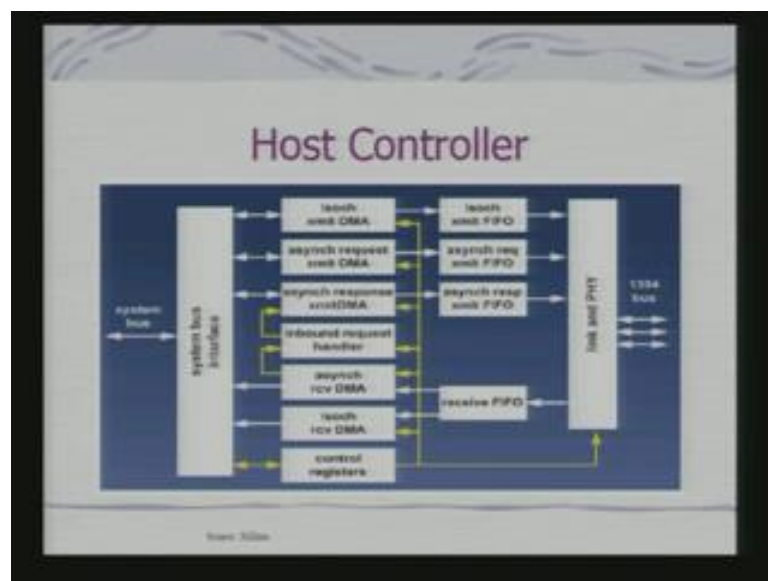 Host Controller
isoch
xmit DMA
isoch
xmit FIFO
asynch request
xmit DMA
asynch req
xmit FIFO
asynch response
xmitDMA
asynch resp
xmit FIFO
1394
bus
system
bus
system bus
interface
link and PHY
inbound request
handler
asynch
rcv DMA
receive FIFO
isoch
rcv DMA
control
registers